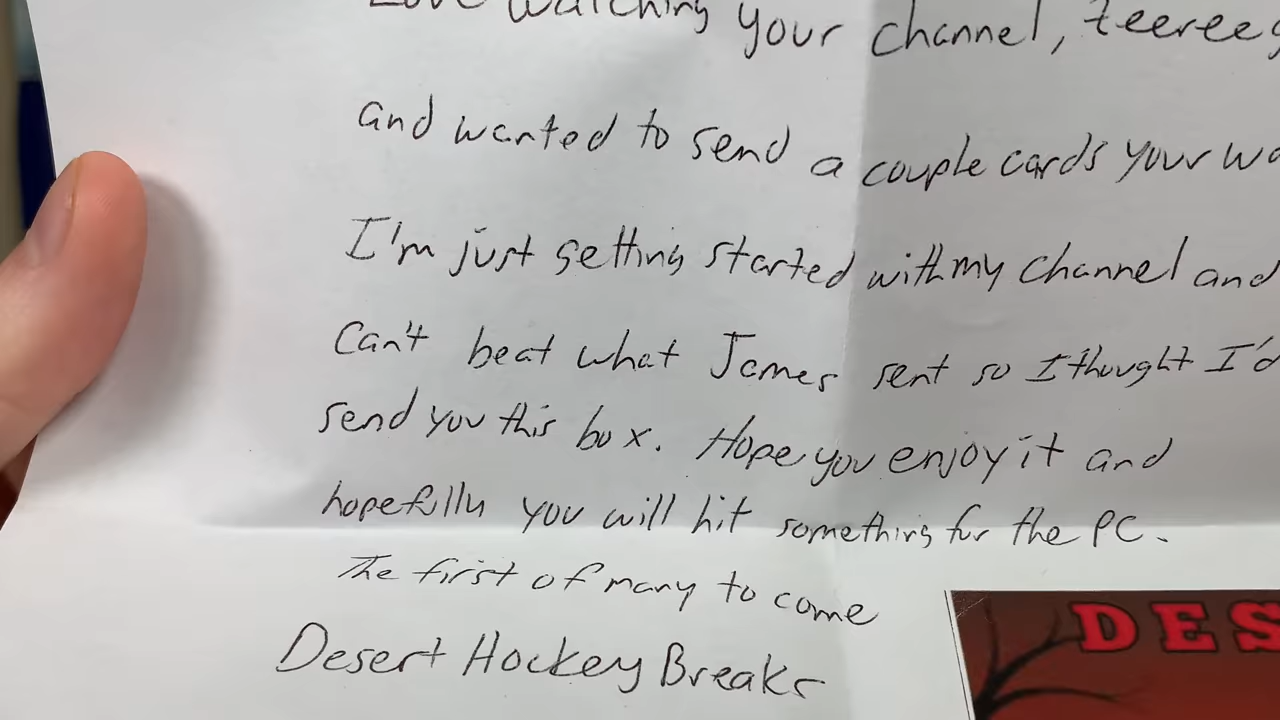 Love watching your channel,
and wanted to send a couple cards your
I'm just getting started with my channel and
Can't beat what James sent so I thought I'd
send you this box. Hope you enjoy it and
hopefully you will hit something for the PC.
The first of many to come
DES
Desert Hockey Breaks